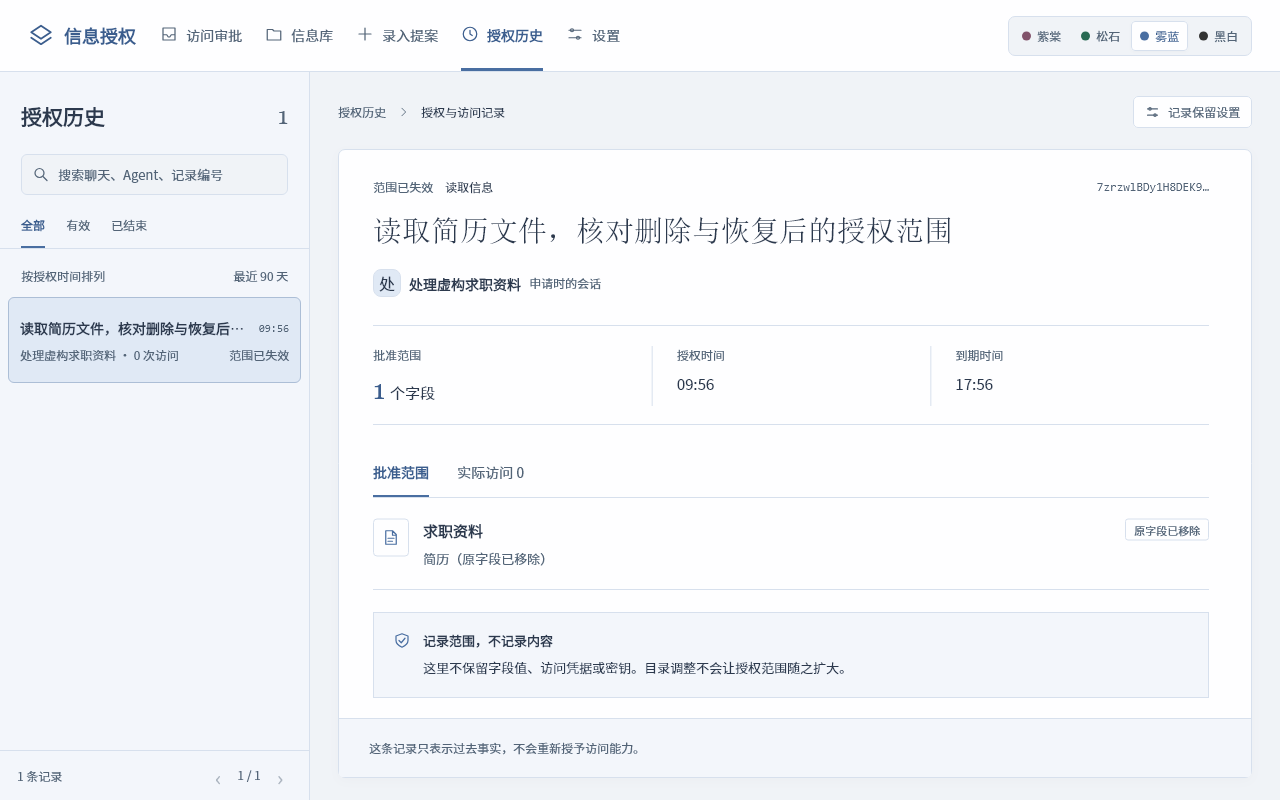 信息授权
访问审批
信息库
录入提案
授权历史
设置
紫棠
松石
雾蓝
黑白
授权历史
1
搜索聊天、Agent、记录编号
全部
有效
已结束
按授权时间排列
最近 90 天
读取简历文件，核对删除与恢复后…
09:56
处理虚构求职资料 · 0 次访问
范围已失效
1 条记录
1 / 1
授权历史
授权与访问记录
记录保留设置
范围已失效
读取信息
7zrzwlBDy1H8DEK9…
读取简历文件，核对删除与恢复后的授权范围
处
处理虚构求职资料
申请时的会话
批准范围
1 个字段
授权时间
09:56
到期时间
17:56
批准范围
实际访问 0
求职资料
简历（原字段已移除）
原字段已移除
记录范围，不记录内容
这里不保留字段值、访问凭据或密钥。目录调整不会让授权范围随之扩大。
这条记录只表示过去事实，不会重新授予访问能力。